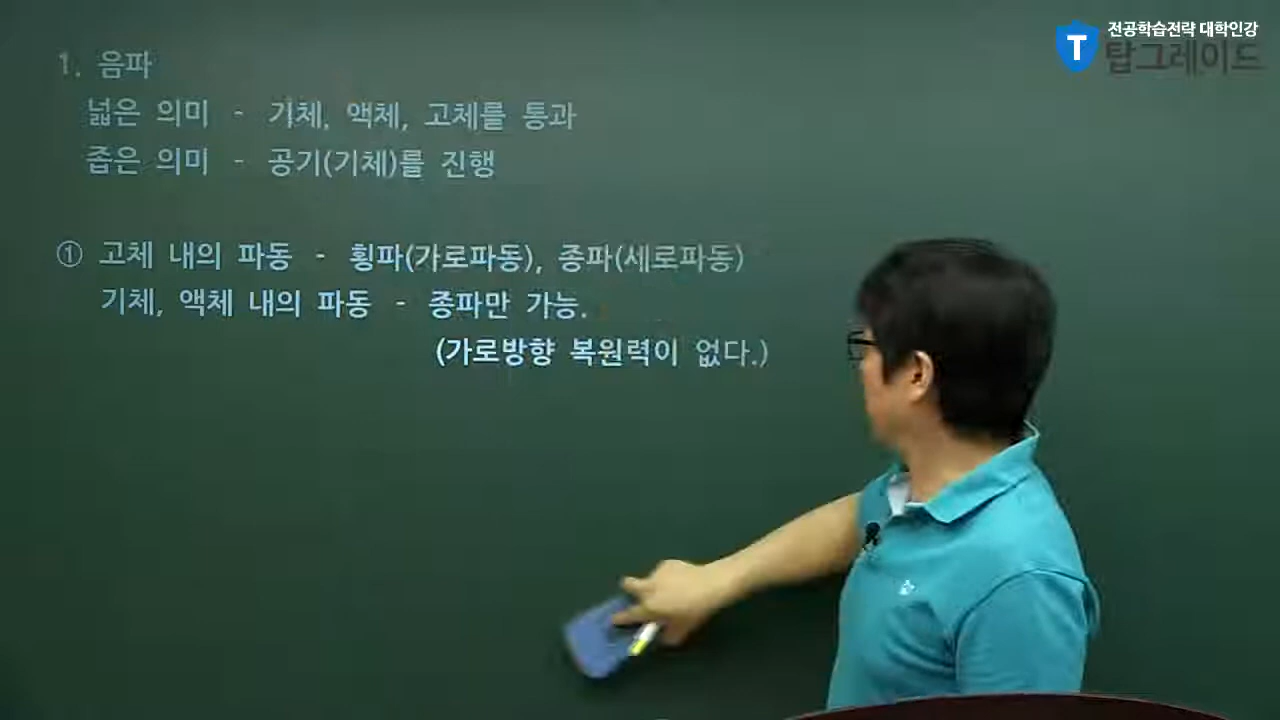 전공학습전략 대학인강
T 탑그레이드
1. 음파
넓은 의미 - 기체, 액체, 고체를 통과
좁은 의미 - 공기(기체)를 진행
① 고체 내의 파동 - 횡파(가로파동), 종파(세로파동)
기체, 액체 내의 파동 - 종파만 가능.
(가로방향 복원력이 없다.)